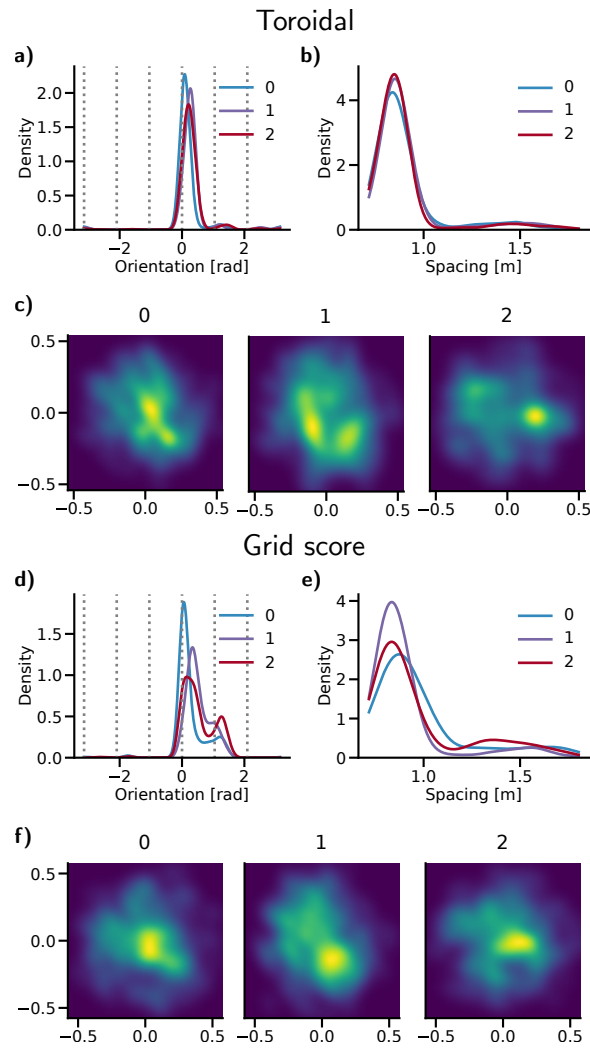 Toroidal
a) b)
Density 2.0 1.5 1.0 0.5 0.0 0 1 2
−2 0 2
Orientation [rad]
Density 4 2 0 0 1 2
1.0 1.5
Spacing [m]
c) 0 1 2
0.5 0.0 −0.5
−0.5 0.0 0.5 −0.5 0.0 0.5 −0.5 0.0 0.5
Grid score
d) e)
Density 1.5 1.0 0.5 0.0 0 1 2
−2 0 2
Orientation [rad]
Density 4 3 2 1 0 0 1 2
1.0 1.5
Spacing [m]
f) 0 1 2
0.5 0.0 −0.5
−0.5 0.0 0.5 −0.5 0.0 0.5 −0.5 0.0 0.5